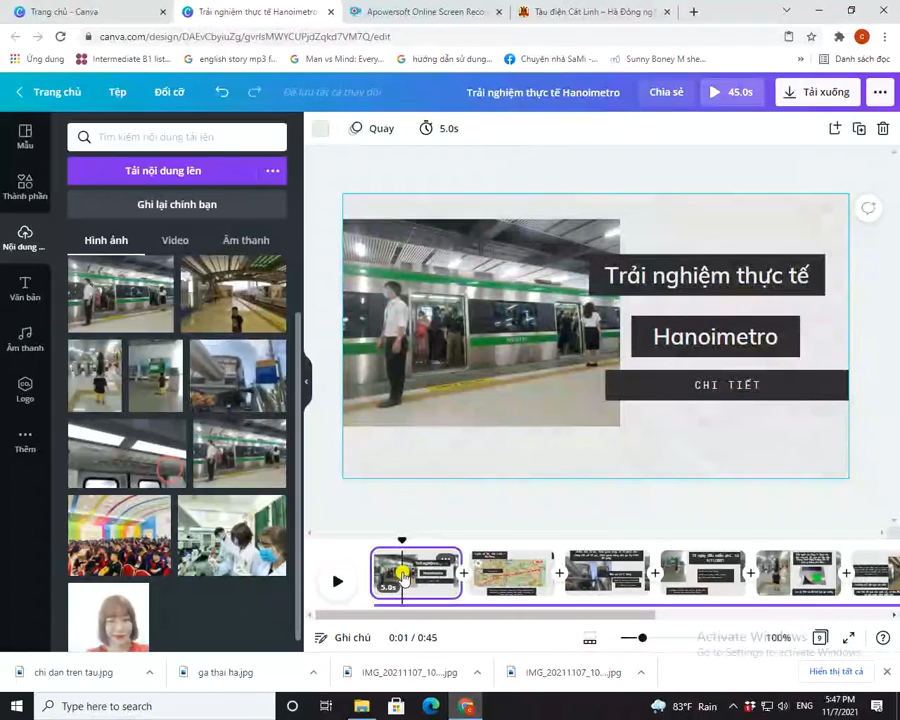 Trang chủ - Canva
Trải nghiệm thực tế Hanoimetro
Apowersoft Online Screen Reco
Tàu điện Cát Linh – Hà Đông ng
canva.com/design/DAEvCbyiuZg/gvrlsMWYCUPjdZqkd7VM7Q/edit
Ứng dụng
Intermediate B1 list...
english story mp3 f...
Man vs Mind: Every...
hướng dẫn sử dụng...
Chuyện nhà SaMi -...
Sunny Boney M she...
Danh sách đọc
Trang chủ
Tệp
Đổi cỡ
Đã lưu tất cả thay đổi
Trải nghiệm thực tế Hanoimetro
Chia sẻ
45.0s
Tải xuống
Mẫu
Thành phần
Nội dung ...
Văn bản
Âm thanh
Logo
Thêm
Tìm kiếm nội dung tải lên
Tải nội dung lên
Ghi lại chính bạn
Hình ảnh
Video
Âm thanh
Quay
5.0s
Trải nghiệm thực tế
Hanoimetro
CHI TIẾT
5.0s
Ghi chú
0:01 / 0:45
100%
9
Activate Windows
Go to Settings to activate Windows.
chi dan tren tau.jpg
ga thai ha.jpg
IMG_20211107_10....jpg
IMG_20211107_10....jpg
Hiển thị tất cả
Type here to search
83°F Rain
ENG
5:47 PM
11/7/2021